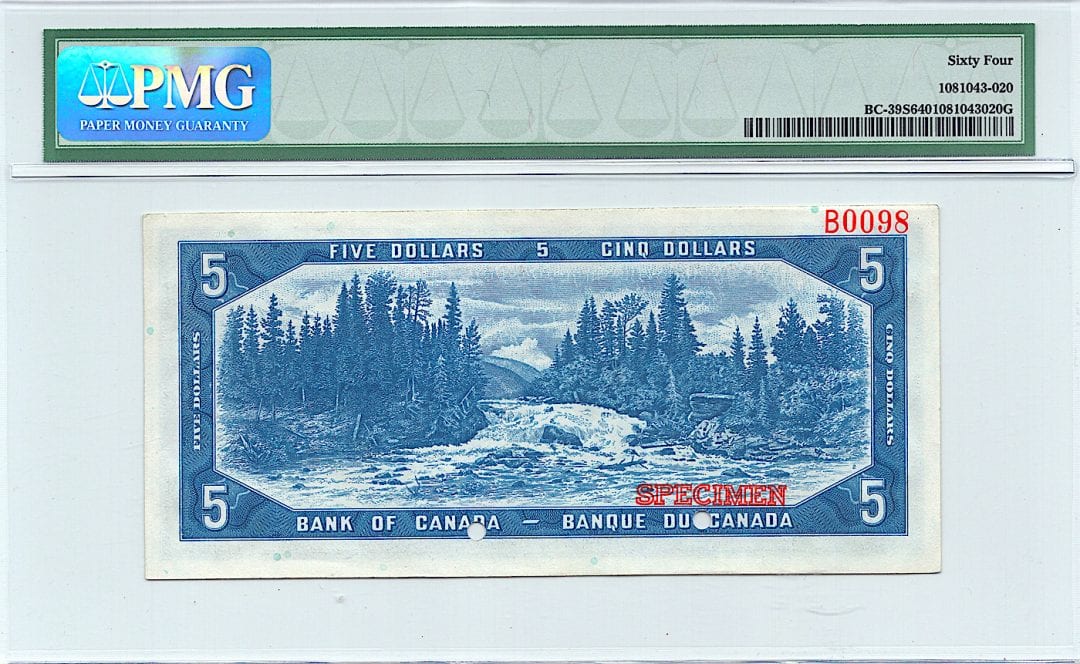 PMG
PAPER MONEY GUARANTY
Sixty Four
1081043-020
BC-39S6401081043020G
B0098
FIVE DOLLARS 5 CINQ DOLLARS
5 5
FIVE DOLLARS
CINQ DOLLARS
SPECIMEN
5 5
BANK OF CANADA — BANQUE DU CANADA